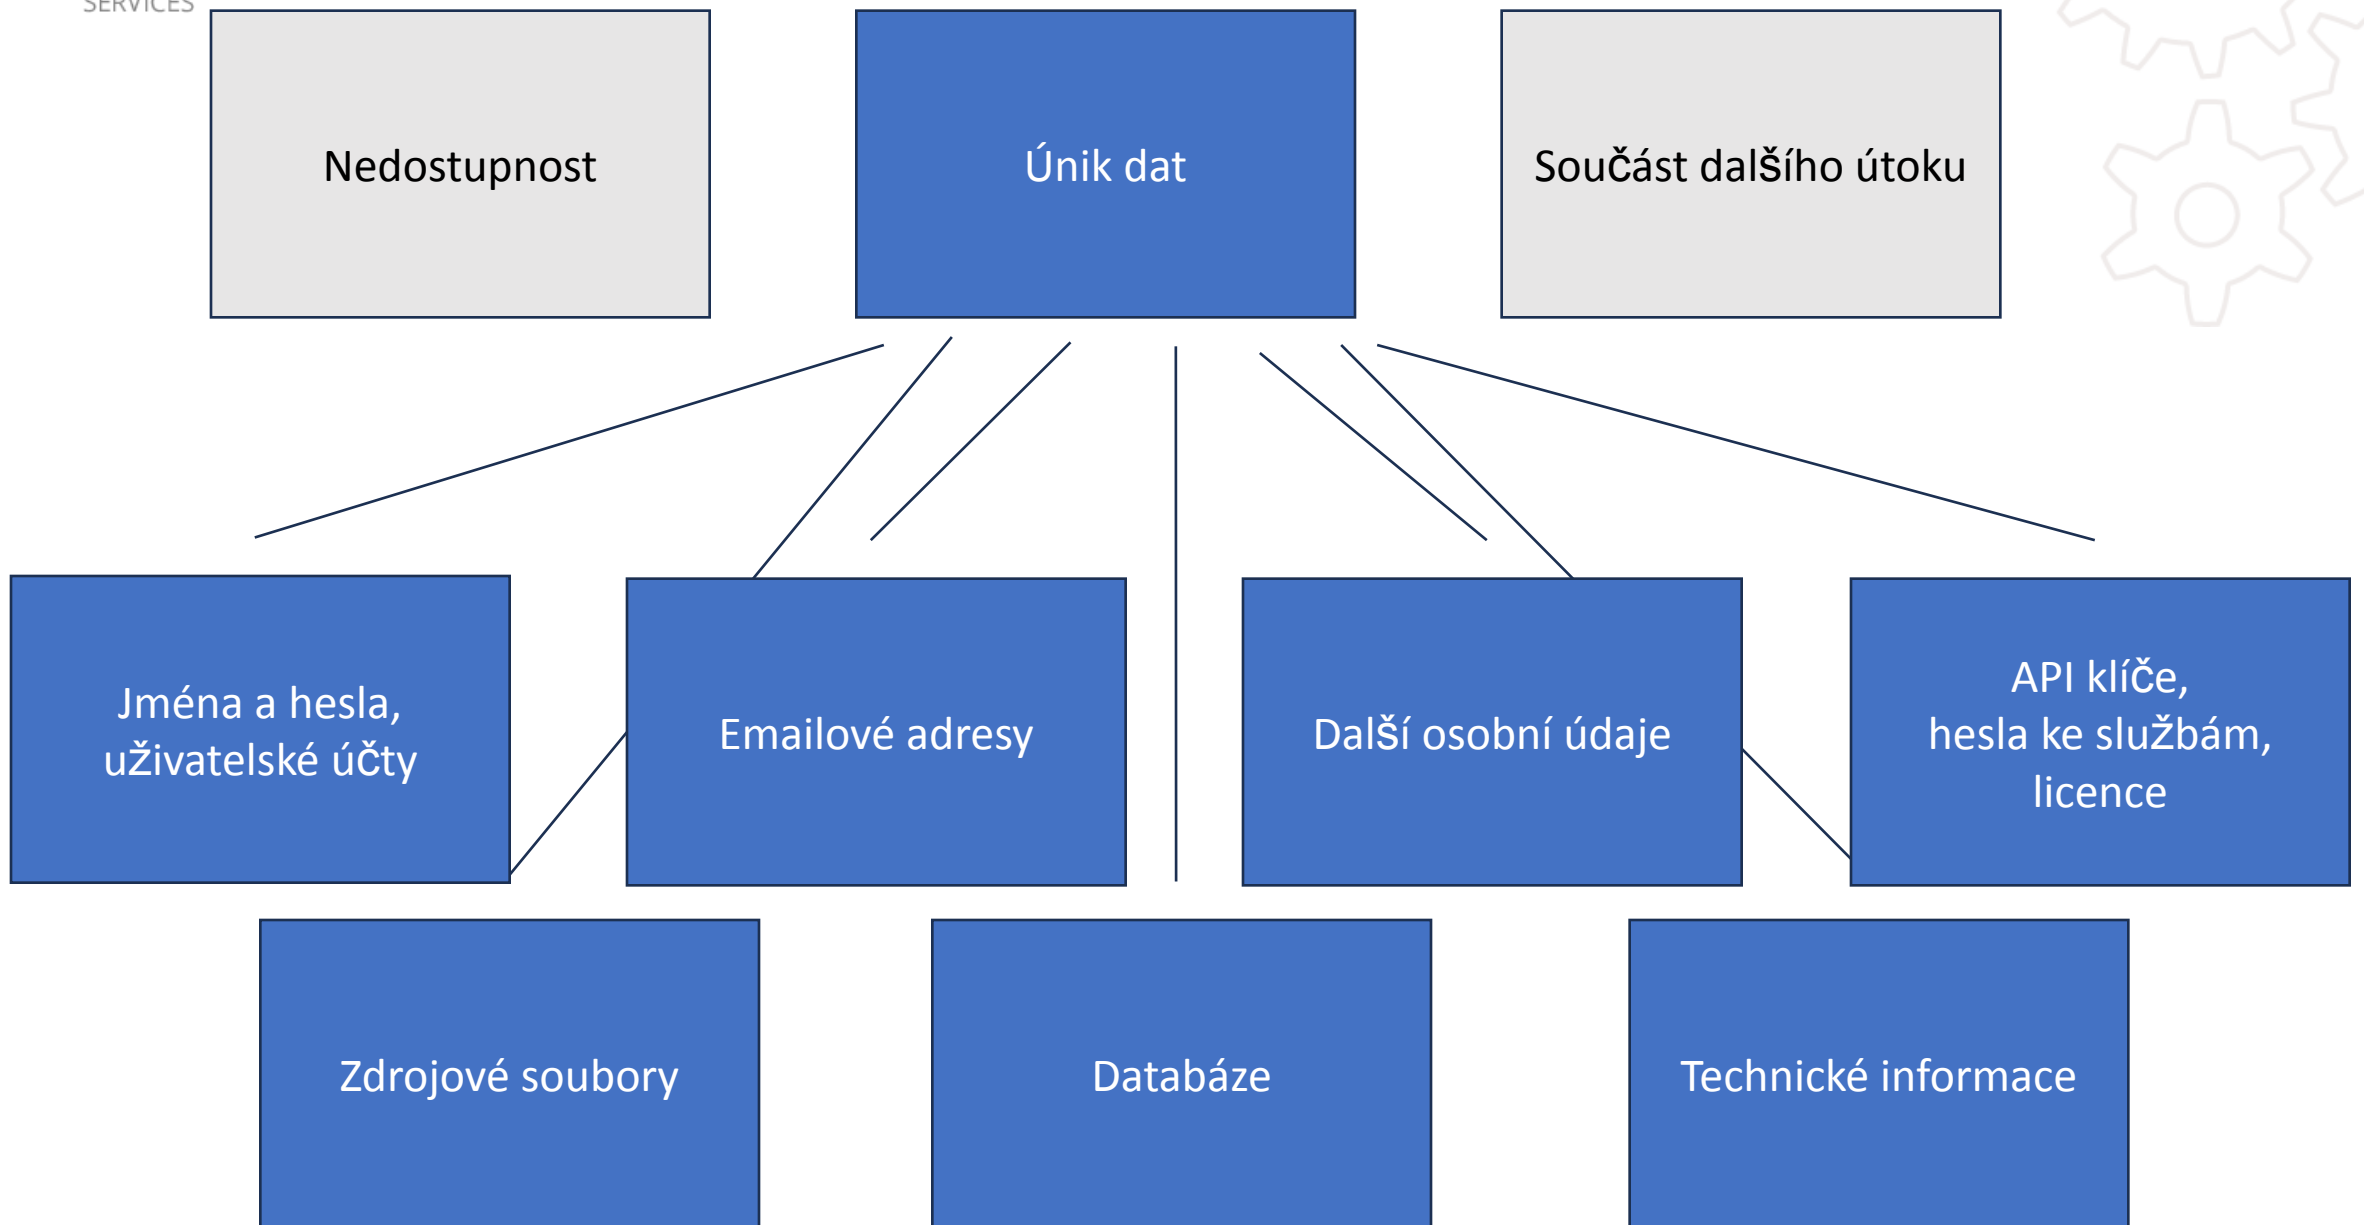 SERVICES
Nedostupnost
Únik dat
Součást dalšího útoku
Jména a hesla,
uživatelské účty
Emailové adresy
Další osobní údaje
API klíče,
hesla ke službám,
licence
Zdrojové soubory
Databáze
Technické informace